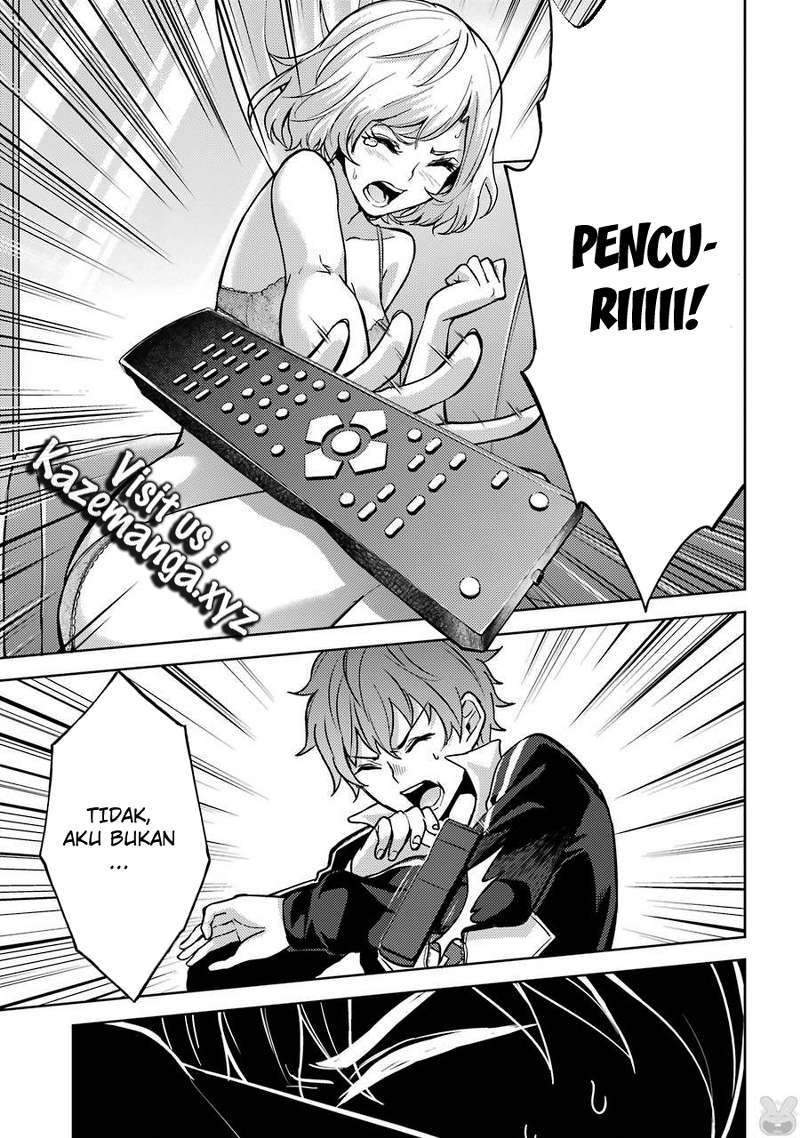 PENCU-
RIIIII!
Visit us :
Kazemanga.xyz
TIDAK,
AKU BUKAN
...